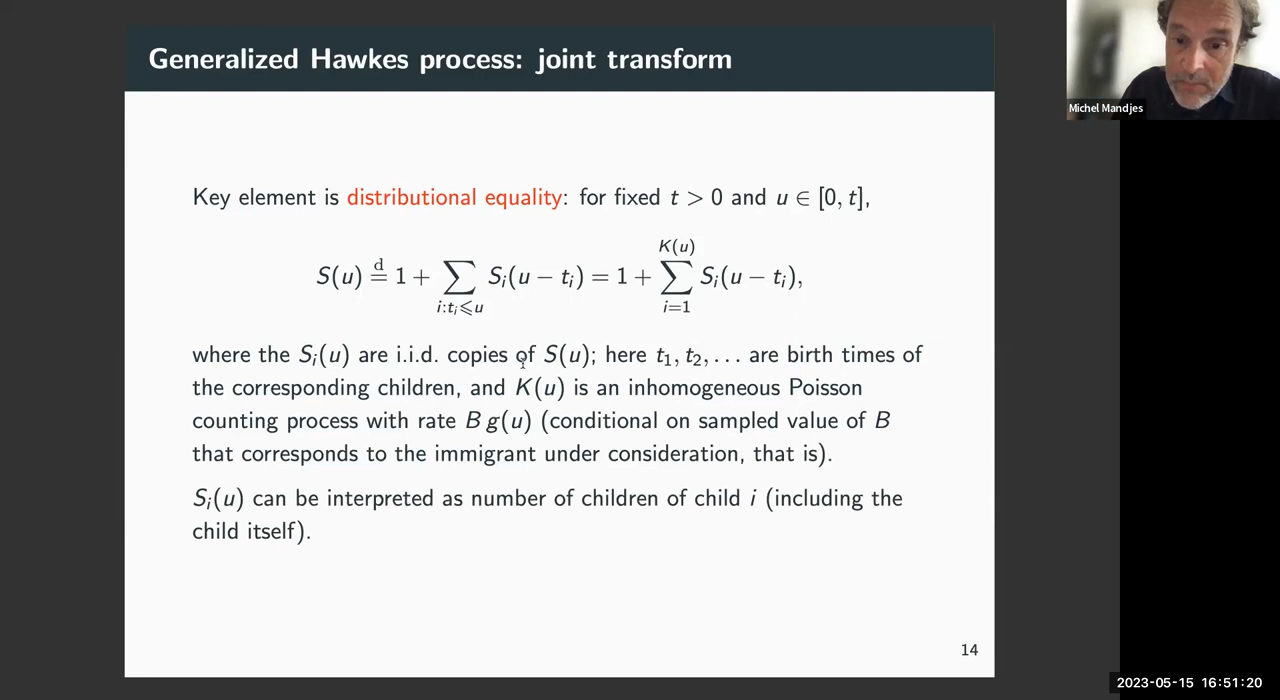 Generalized Hawkes process: joint transform
Michel Mandjes
Key element is distributional equality: for fixed t > 0 and u ∈ [0, t],
S(u) =^d 1 + ∑_{i:t_i⩽u} S_i(u − t_i) = 1 + ∑_{i=1}^{K(u)} S_i(u − t_i),
where the S_i(u) are i.i.d. copies of S(u); here t_1, t_2, . . . are birth times of
the corresponding children, and K(u) is an inhomogeneous Poisson
counting process with rate B g(u) (conditional on sampled value of B
that corresponds to the immigrant under consideration, that is).
S_i(u) can be interpreted as number of children of child i (including the
child itself).
14
2023-05-15 16:51:20